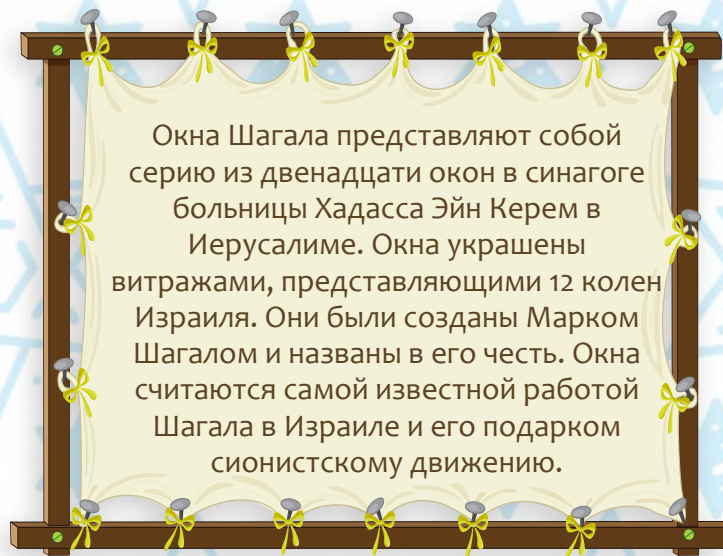 Окна Шагала представляют собой
серию из двенадцати окон в синагоге
больницы Хадасса Эйн Керем в
Иерусалиме. Окна украшены
витражами, представляющими 12 колен
Израиля. Они были созданы Марком
Шагалом и названы в его честь. Окна
считаются самой известной работой
Шагала в Израиле и его подарком
сионистскому движению.